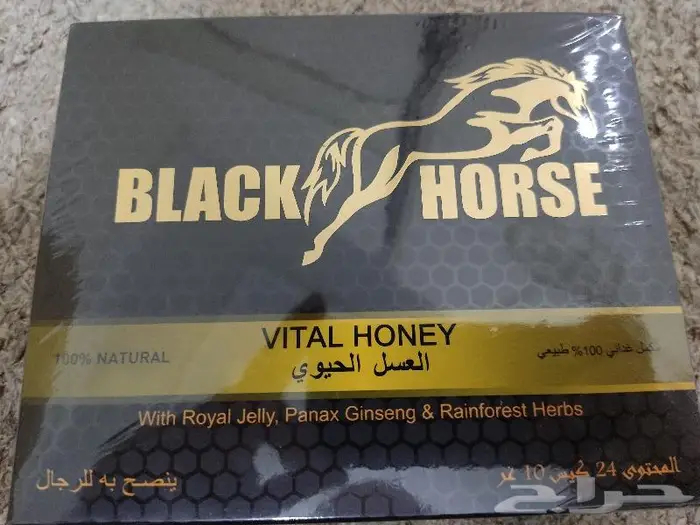 BLACK HORSE
VITAL HONEY
العسل الحيوي
100% NATURAL
مكمل غذائي 100% طبيعي
With Royal Jelly, Panax Ginseng & Rainforest Herbs
ينصح به للرجال
المحتوى 24 كيس 10 غر
حراج